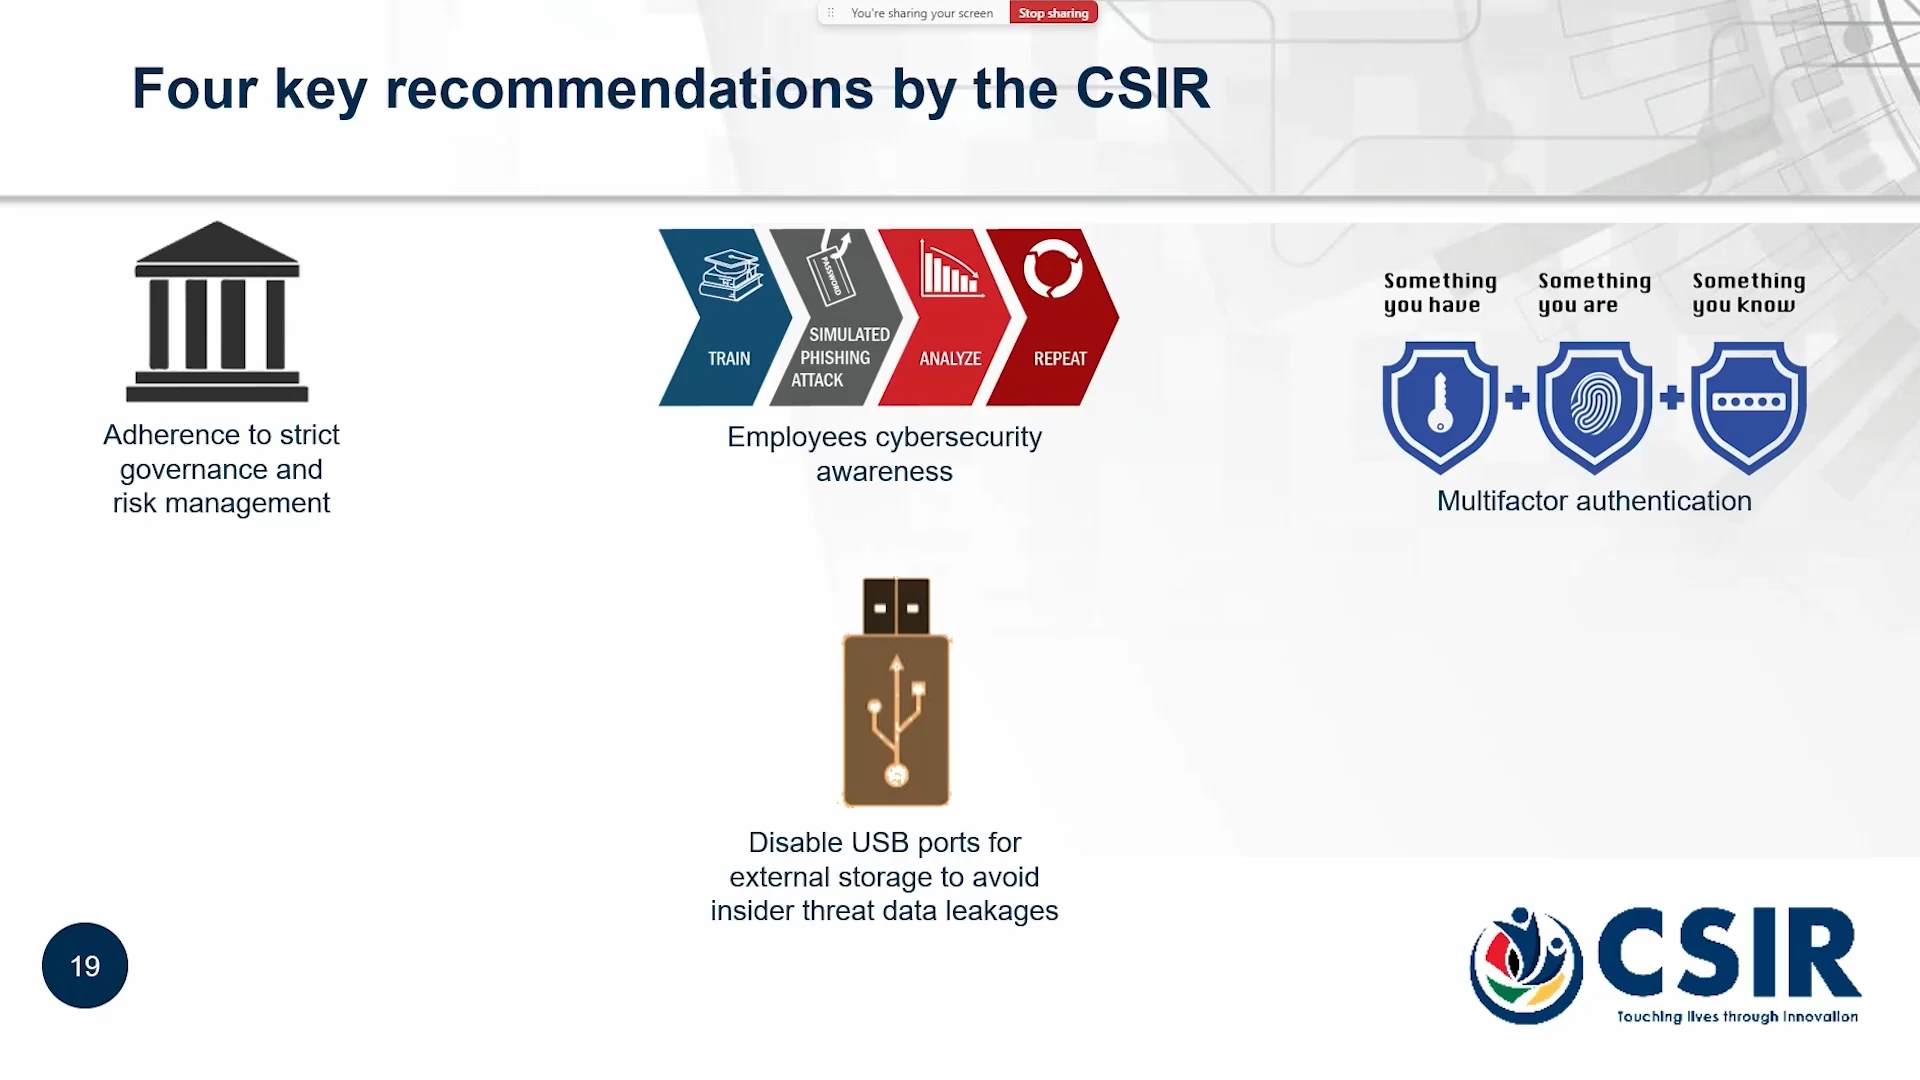 You're sharing your screen Stop sharing
Four key recommendations by the CSIR
Adherence to strict
governance and
risk management
TRAIN
PASSWORD
SIMULATED
PHISHING
ATTACK
ANALYZE
REPEAT
Employees cybersecurity
awareness
Something
you have
Something
you are
Something
you know
Multifactor authentication
Disable USB ports for
external storage to avoid
insider threat data leakages
19
CSIR
Touching lives through innovation